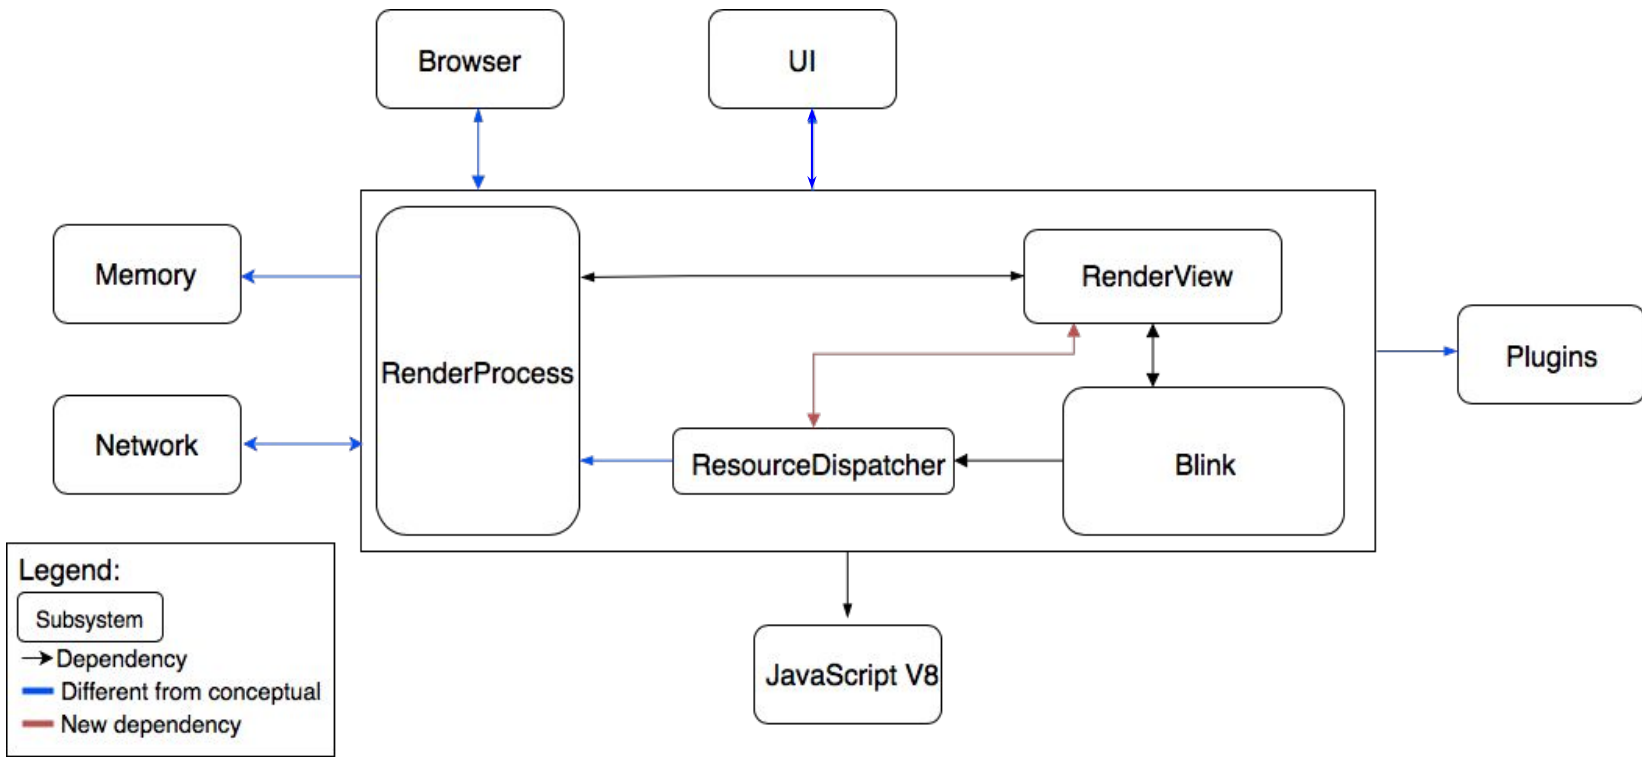 Browser
UI
Memory
RenderView
RenderProcess
Plugins
Network
ResourceDispatcher
Blink
Legend:
Subsystem
Dependency
Different from conceptual
New dependency
JavaScript V8